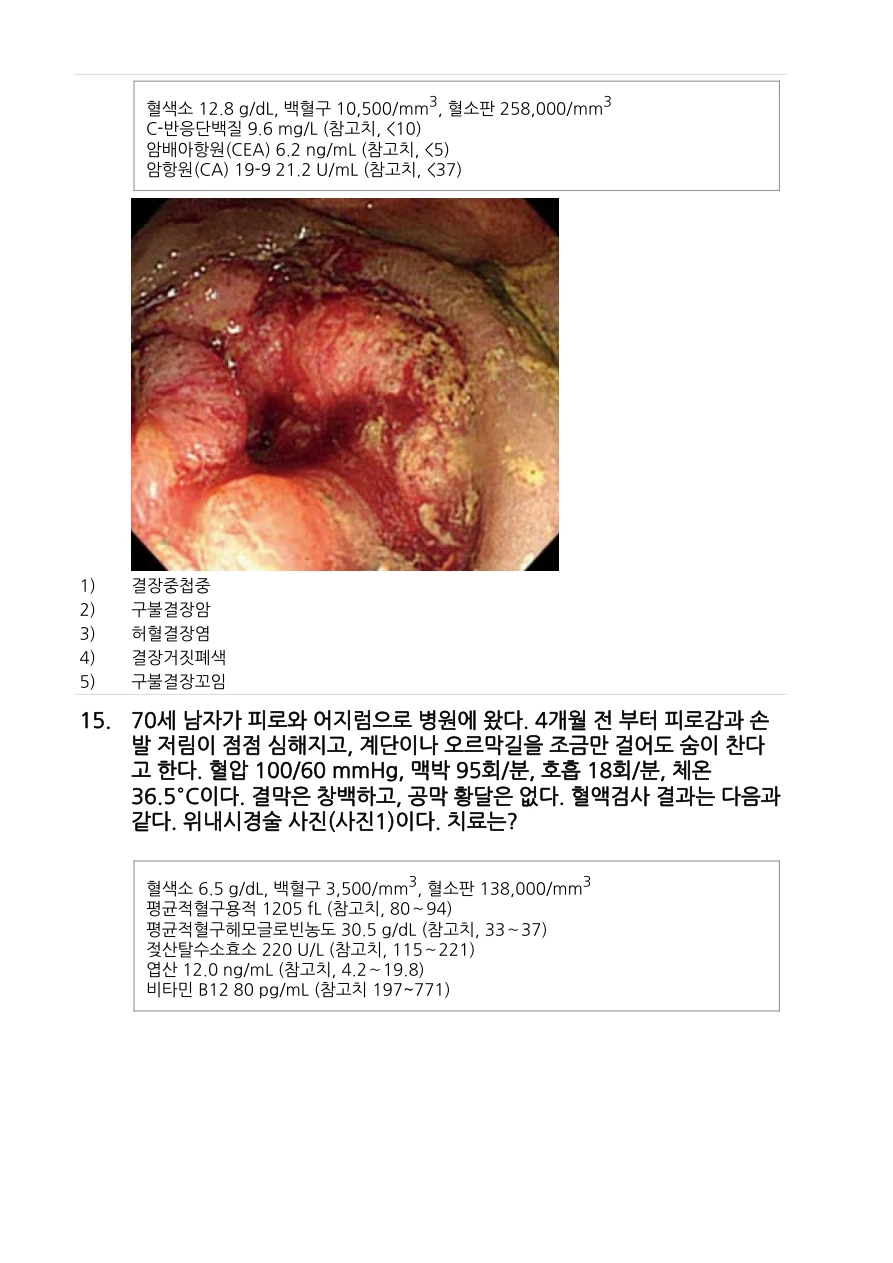 혈색소 12.8 g/dL, 백혈구 10,500/mm3, 혈소판 258,000/mm3
C-반응단백질 9.6 mg/L (참고치, <10)
암배아항원(CEA) 6.2 ng/mL (참고치, <5)
암항원(CA) 19-9 21.2 U/mL (참고치, <37)
1) 결장중첩중
2) 구불결장암
3) 허혈결장염
4) 결장거짓폐색
5) 구불결장꼬임
15. 70세 남자가 피로와 어지럼으로 병원에 왔다. 4개월 전 부터 피로감과 손
발 저림이 점점 심해지고, 계단이나 오르막길을 조금만 걸어도 숨이 찬다
고 한다. 혈압 100/60 mmHg, 맥박 95회/분, 호흡 18회/분, 체온
36.5°C이다. 결막은 창백하고, 공막 황달은 없다. 혈액검사 결과는 다음과
같다. 위내시경술 사진(사진1)이다. 치료는?
혈색소 6.5 g/dL, 백혈구 3,500/mm3, 혈소판 138,000/mm3
평균적혈구용적 1205 fL (참고치, 80~94)
평균적혈구헤모글로빈농도 30.5 g/dL (참고치, 33~37)
젖산탈수소효소 220 U/L (참고치, 115~221)
엽산 12.0 ng/mL (참고치, 4.2~19.8)
비타민 B12 80 pg/mL (참고치 197~771)